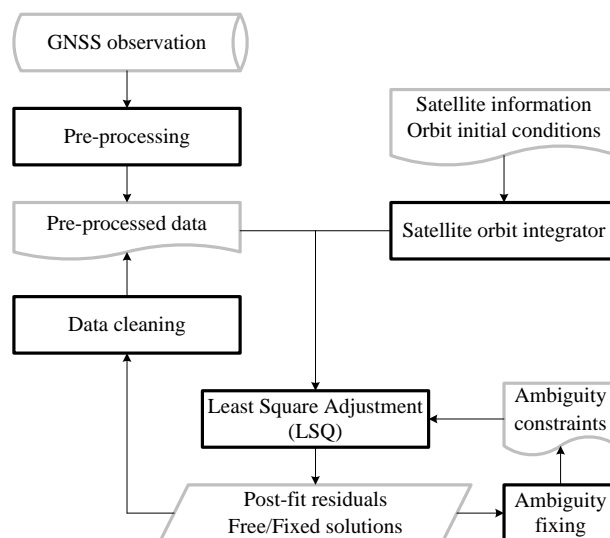 GNSS observation
Pre-processing
Satellite information
Orbit initial conditions
Pre-processed data
Satellite orbit integrator
Data cleaning
Least Square Adjustment
(LSQ)
Ambiguity
constraints
Post-fit residuals
Free/Fixed solutions
Ambiguity
fixing